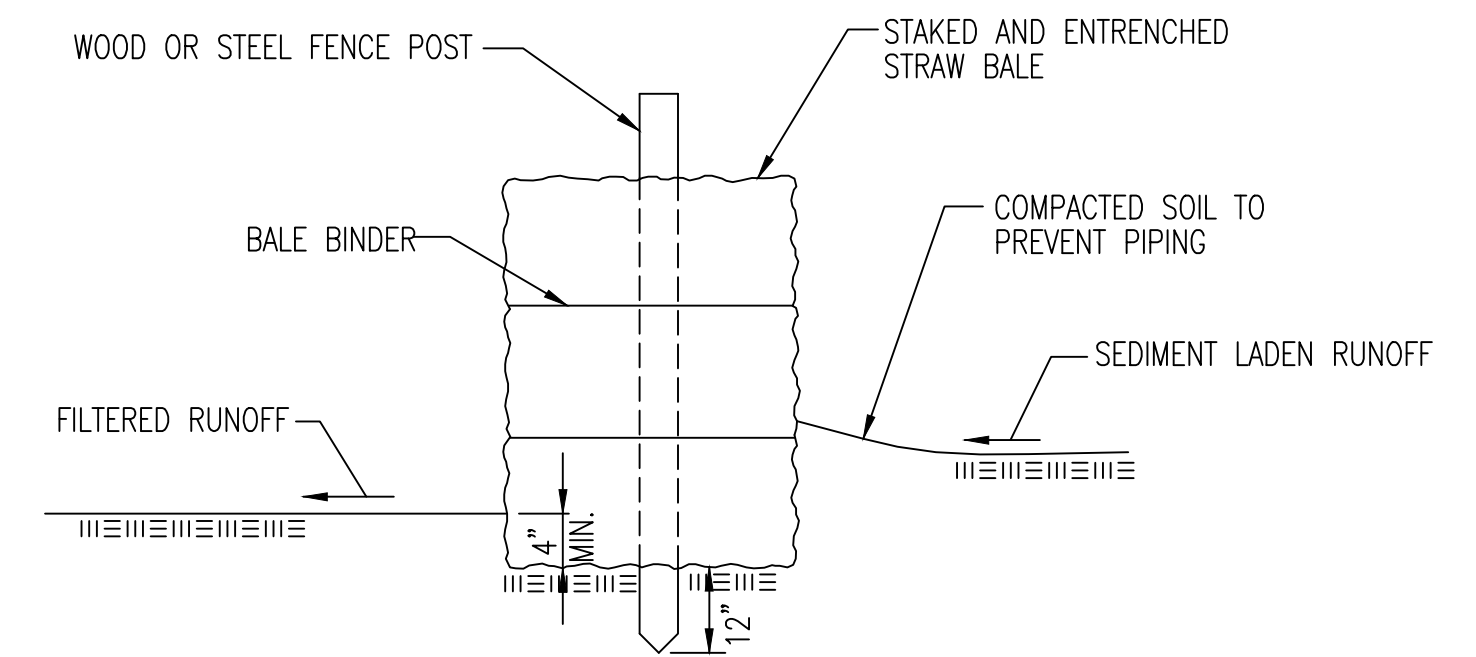 WOOD OR STEEL FENCE POST
STAKED AND ENTRENCHED
STRAW BALE
BALE BINDER
COMPACTED SOIL TO
PREVENT PIPING
SEDIMENT LADEN RUNOFF
FILTERED RUNOFF
4"
MIN.
12"